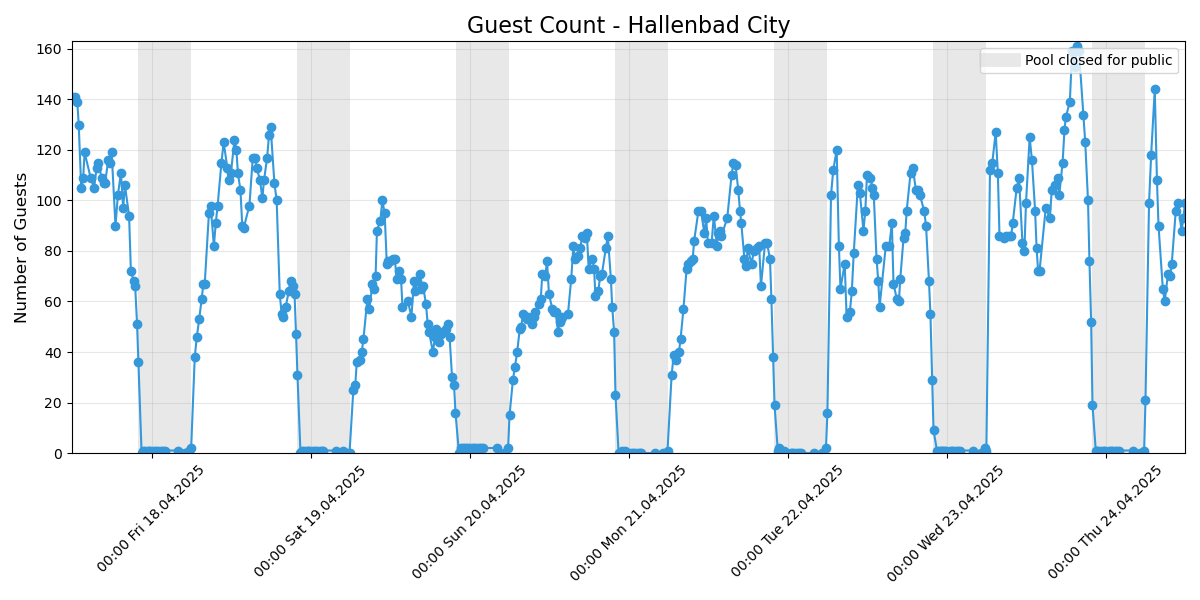 Guest Count - Hallenbad City
Pool closed for public
Number of Guests
160
140
120
100
80
60
40
20
0
00:00 Fri 18.04.2025
00:00 Sat 19.04.2025
00:00 Sun 20.04.2025
00:00 Mon 21.04.2025
00:00 Tue 22.04.2025
00:00 Wed 23.04.2025
00:00 Thu 24.04.2025